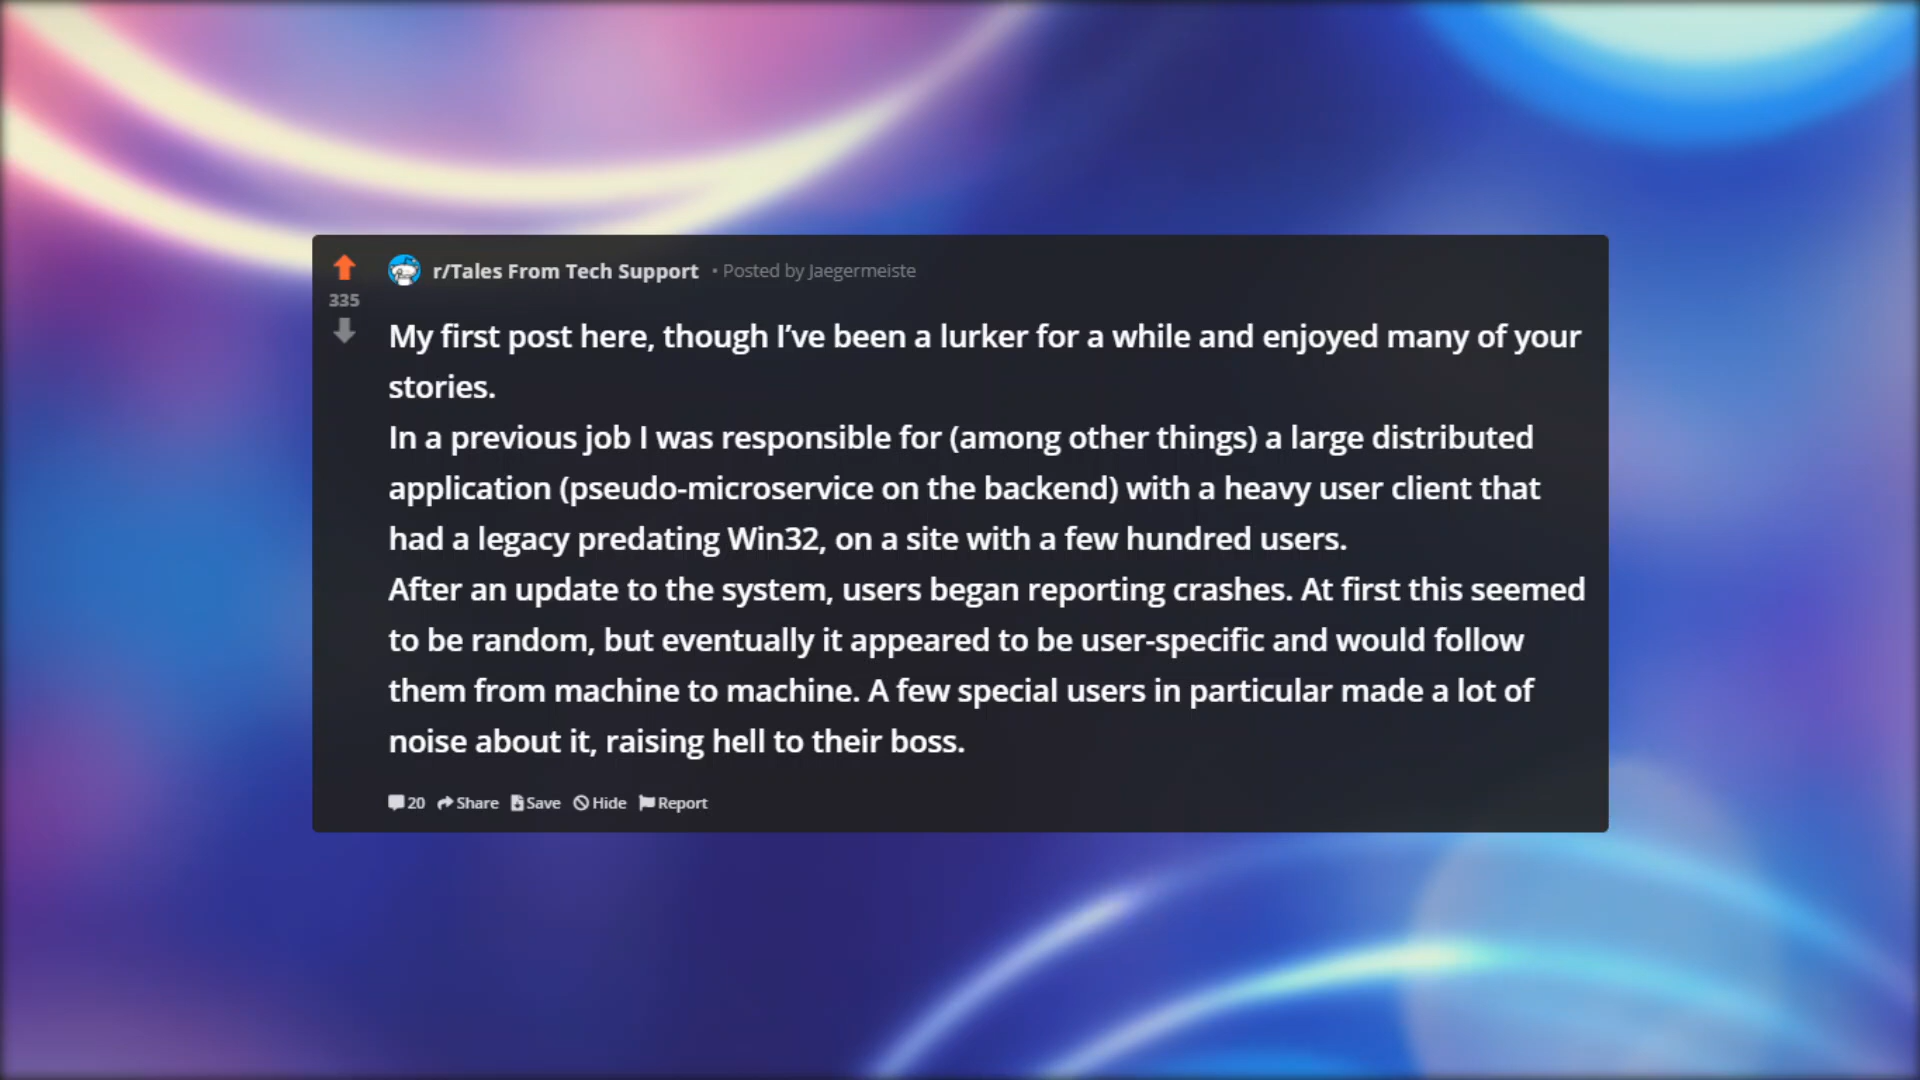 r/Tales From Tech Support • Posted by Jaegermeiste
335
My first post here, though I’ve been a lurker for a while and enjoyed many of your
stories.
In a previous job I was responsible for (among other things) a large distributed
application (pseudo-microservice on the backend) with a heavy user client that
had a legacy predating Win32, on a site with a few hundred users.
After an update to the system, users began reporting crashes. At first this seemed
to be random, but eventually it appeared to be user-specific and would follow
them from machine to machine. A few special users in particular made a lot of
noise about it, raising hell to their boss.
20 Share Save Hide Report